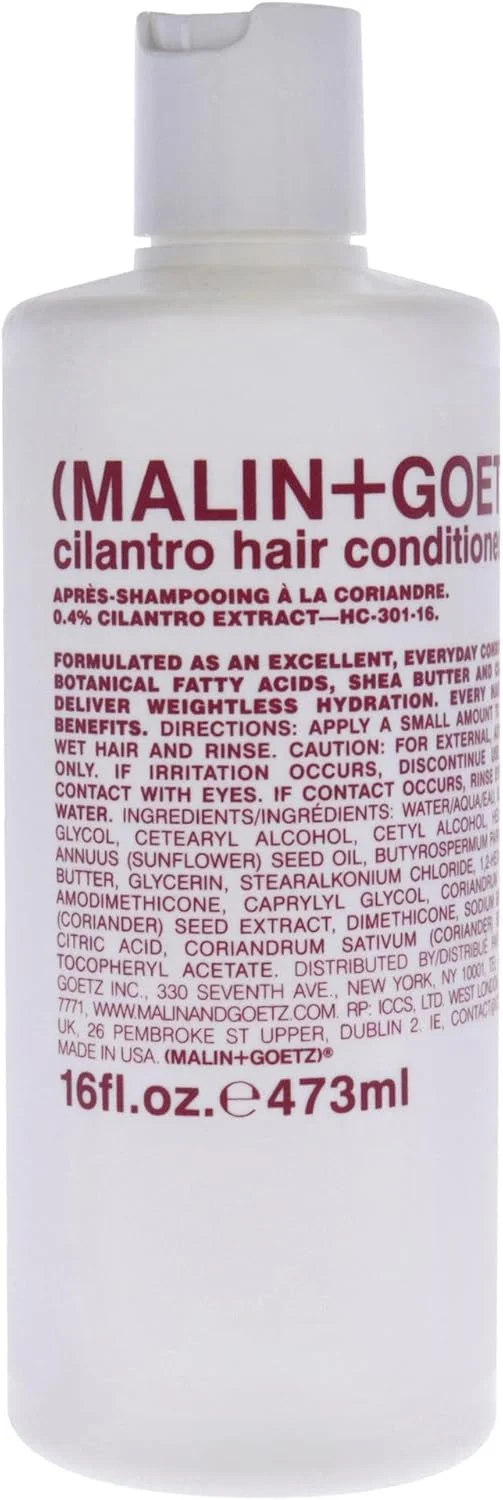 (MALIN+GOET
cilantro hair conditione
APRÈS-SHAMPOOING À LA CORIANDRE.
0.4% CILANTRO EXTRACT—HC-301-16.
FORMULATED AS AN EXCELLENT, EVERYDAY
BOTANICAL FATTY ACIDS, SHEA BUTTER AND
DELIVER WEIGHTLESS HYDRATION. EVERY
BENEFITS. DIRECTIONS: APPLY A SMALL AMOUNT
WET HAIR AND RINSE. CAUTION: FOR EXTERNAL
ONLY. IF IRRITATION OCCURS, DISCONTINUE
CONTACT WITH EYES. IF CONTACT OCCURS, RINSE
WATER. INGREDIENTS/INGRÉDIENTS: WATER/AQUA/EAU,
GLYCOL, CETEARYL ALCOHOL, CETYL ALCOHOL,
ANNUUS (SUNFLOWER) SEED OIL, BUTYROSPERMUM
BUTTER, GLYCERIN, STEARALKONIUM CHLORIDE,
AMODIMETHICONE, CAPRYLYL GLYCOL, CORIANDRUM
(CORIANDER) SEED EXTRACT, DIMETHICONE, SODIUM
CITRIC ACID, CORIANDRUM SATIVUM (CORIANDER)
TOCOPHERYL ACETATE. DISTRIBUTED BY/DISTRIBUÉ
GOETZ INC., 330 SEVENTH AVE., NEW YORK, NY 10001,
7771, WWW.MALINANDGOETZ.COM. RP: ICCS, LTD. WEST
UK, 26 PEMBROKE ST UPPER, DUBLIN 2. IE,
MADE IN USA. (MALIN+GOETZ)®
16fl.oz.℮473ml